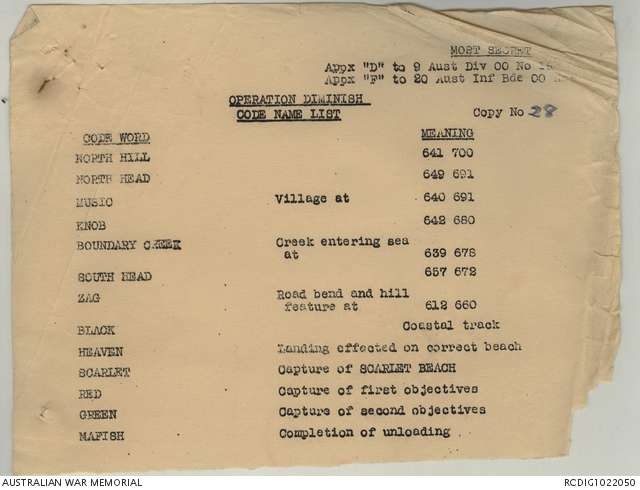 MOST SECRET
Appx "D" to 9 Aust Div OO No
Appx "F" to 20 Aust Inf Bde OO
OPERATION DIMINISH
CODE NAME LIST
Copy No 28
CODE WORD MEANING
NORTH HILL 641 700
NORTH HEAD 649 691
MUSIC Village at 640 691
KNOB 642 680
BOUNDARY CREEK Creek entering sea
at 639 678
SOUTH HEAD 657 672
ZAG Road bend and hill
feature at 612 660
BLACK Coastal track
HEAVEN Landing effected on correct beach
SCARLET Capture of SCARLET BEACH
RED Capture of first objectives
GREEN Capture of second objectives
MAFISH Completion of unloading
AUSTRALIAN WAR MEMORIAL RCDIG1022050